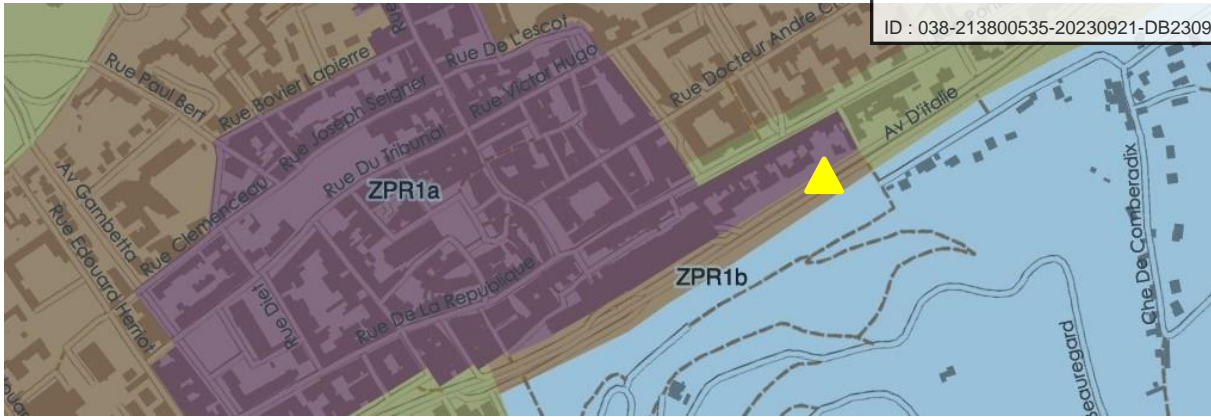 ID : 038-213800535-20230921-DB2309
Rue De L'escot
Rue Docteur Andre
Rue Paul Bert
Rue Bovier Lapierre
Rue Victor Hugo
Rue Joseph Seigner
Av D'italie
Rue Du Tribunal
ZPR1a
Av Gambetta
Rue Clemenceau
Rue Edouard Herriot
Che De Comberadix
ZPR1b
Rue De La Republique
Rue Diet
eauregard